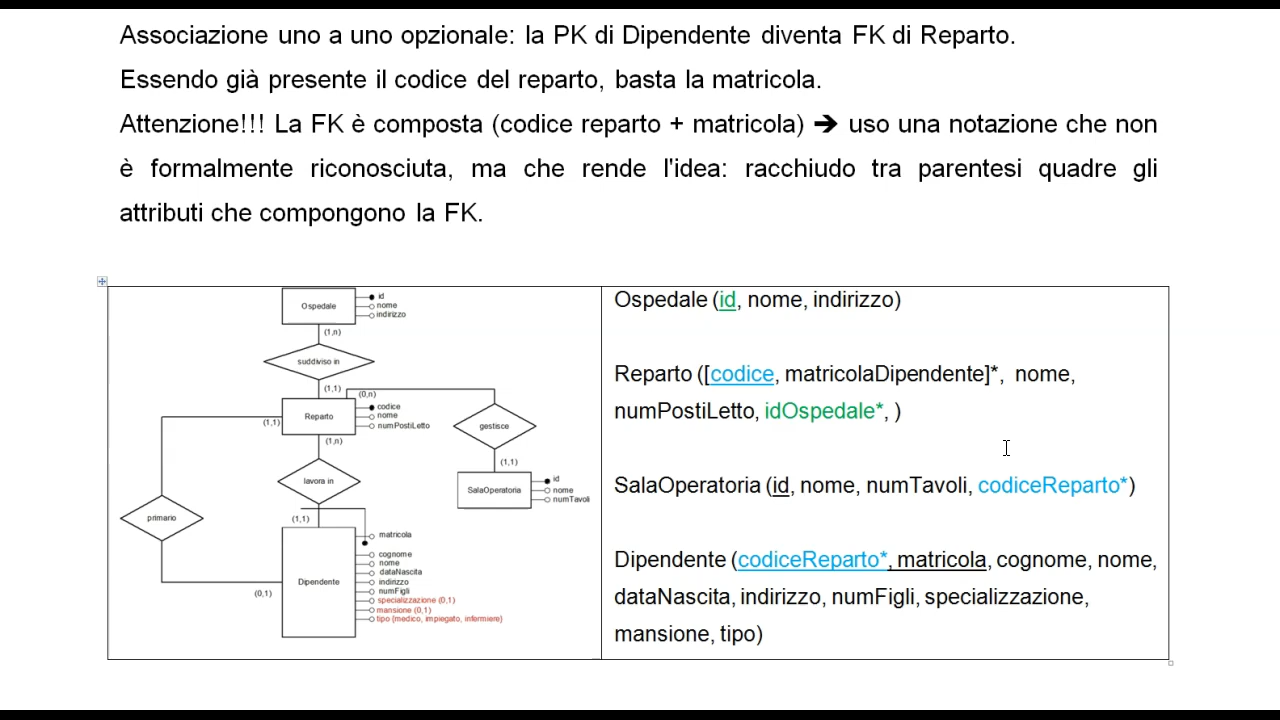 Associazione uno a uno opzionale: la PK di Dipendente diventa FK di Reparto.
Essendo già presente il codice del reparto, basta la matricola.
Attenzione!!! La FK è composta (codice reparto + matricola) ➔ uso una notazione che non
è formalmente riconosciuta, ma che rende l'idea: racchiudo tra parentesi quadre gli
attributi che compongono la FK.
Ospedale
id
nome
indirizzo
(1,n)
suddiviso in
(1,1)
(0,n)
Reparto
codice
nome
numPostiLetto
(1,1)
(1,n)
gestisce
(1,1)
lavora in
SalaOperatoria
id
nome
numTavoli
primario
(1,1)
matricola
Dipendente
cognome
nome
dataNascita
indirizzo
numFigli
specializzazione (0,1)
mansione (0,1)
tipo (medico, impiegato, infermiere)
(0,1)
Ospedale (id, nome, indirizzo)
Reparto ([codice, matricolaDipendente]*, nome,
numPostiLetto, idOspedale*, )
SalaOperatoria (id, nome, numTavoli, codiceReparto*)
Dipendente (codiceReparto*, matricola, cognome, nome,
dataNascita, indirizzo, numFigli, specializzazione,
mansione, tipo)